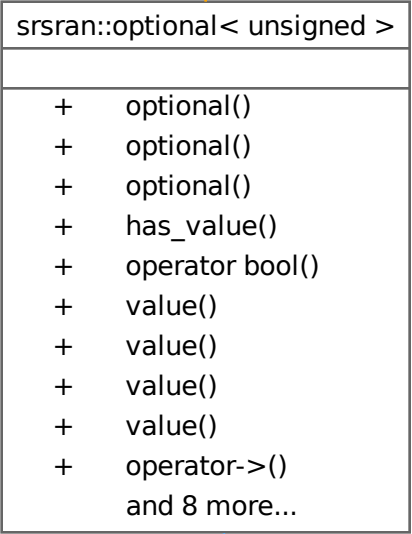 srsran::optional< unsigned >
+ optional()
+ optional()
+ optional()
+ has_value()
+ operator bool()
+ value()
+ value()
+ value()
+ value()
+ operator->()
and 8 more...